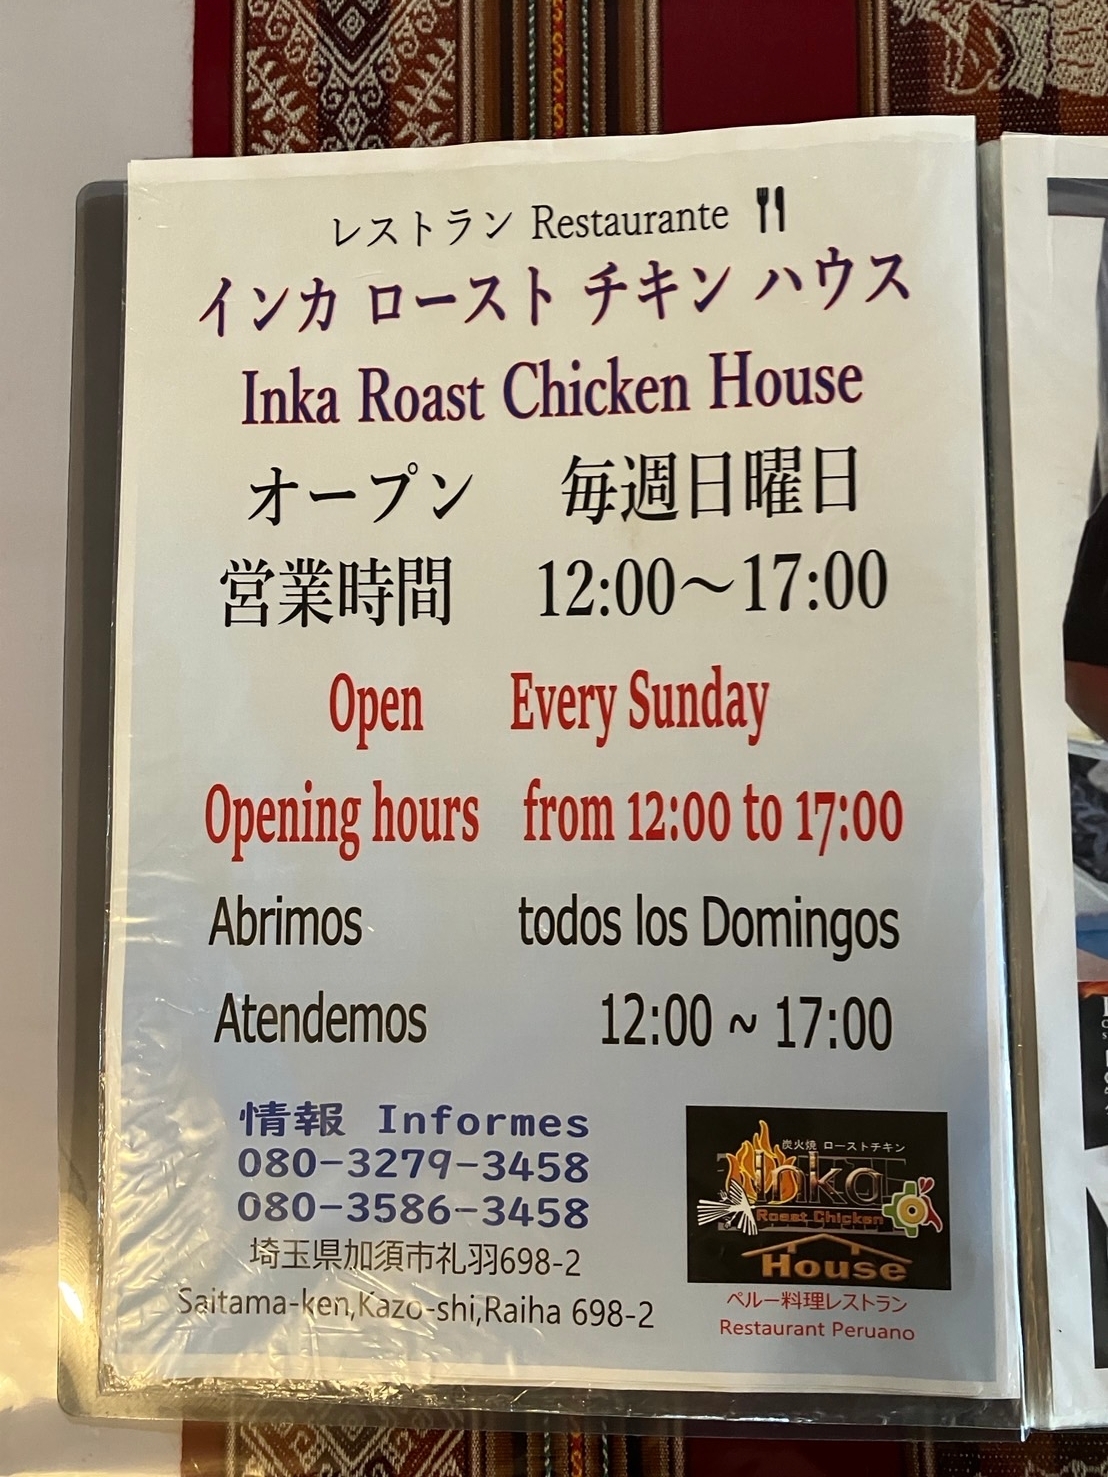 レストラン Restaurante
インカ ロースト チキン ハウス
Inka Roast Chicken House
オープン 毎週日曜日
営業時間 12:00～17:00
Open Every Sunday
Opening hours from 12:00 to 17:00
Abrimos todos los Domingos
Atendemos 12:00 ~ 17:00
情報 Informes
080-3279-3458
080-3586-3458
埼玉県加須市礼羽698-2
Saitama-ken,Kazo-shi,Raiha 698-2
炭火焼 ローストチキン
Inka
Roast Chicken
House
ペルー料理レストラン
Restaurant Peruano